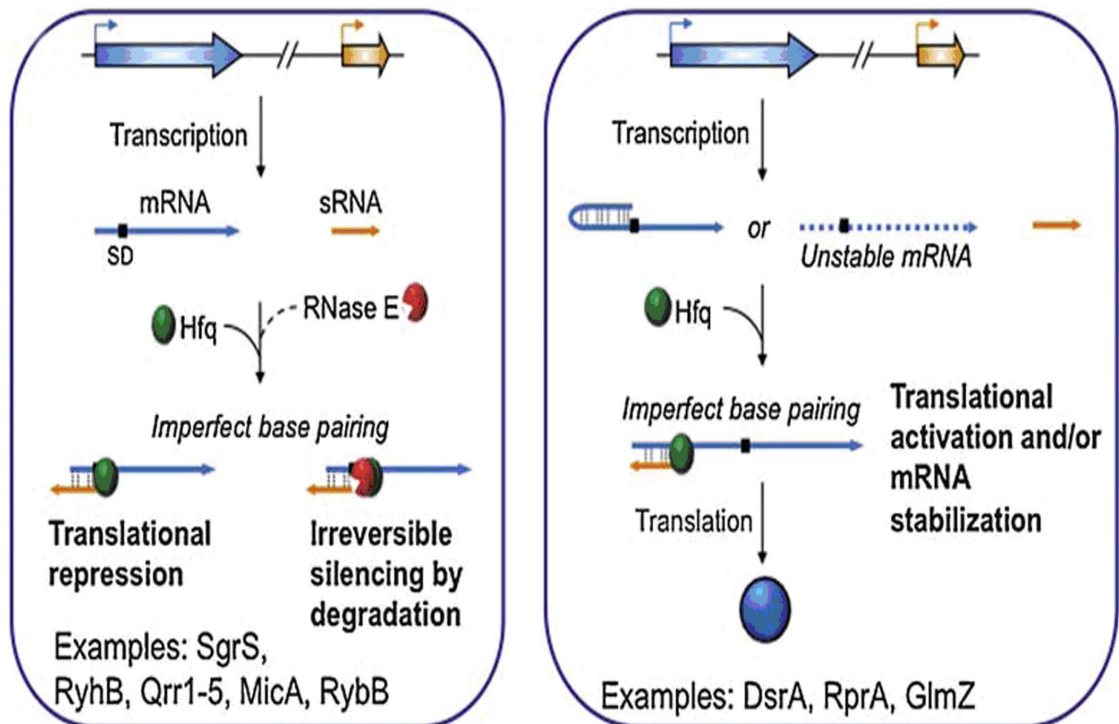 Transcription
mRNA
sRNA
SD
Hfq
RNase E
Imperfect base pairing
Translational
repression
Irreversible
silencing by
degradation
Examples: SgrS,
RyhB, Qrr1-5, MicA, RybB
Transcription
or
Unstable mRNA
Hfq
Imperfect base pairing
Translational
activation and/or
mRNA
stabilization
Translation
Examples: DsrA, RprA, GlmZ